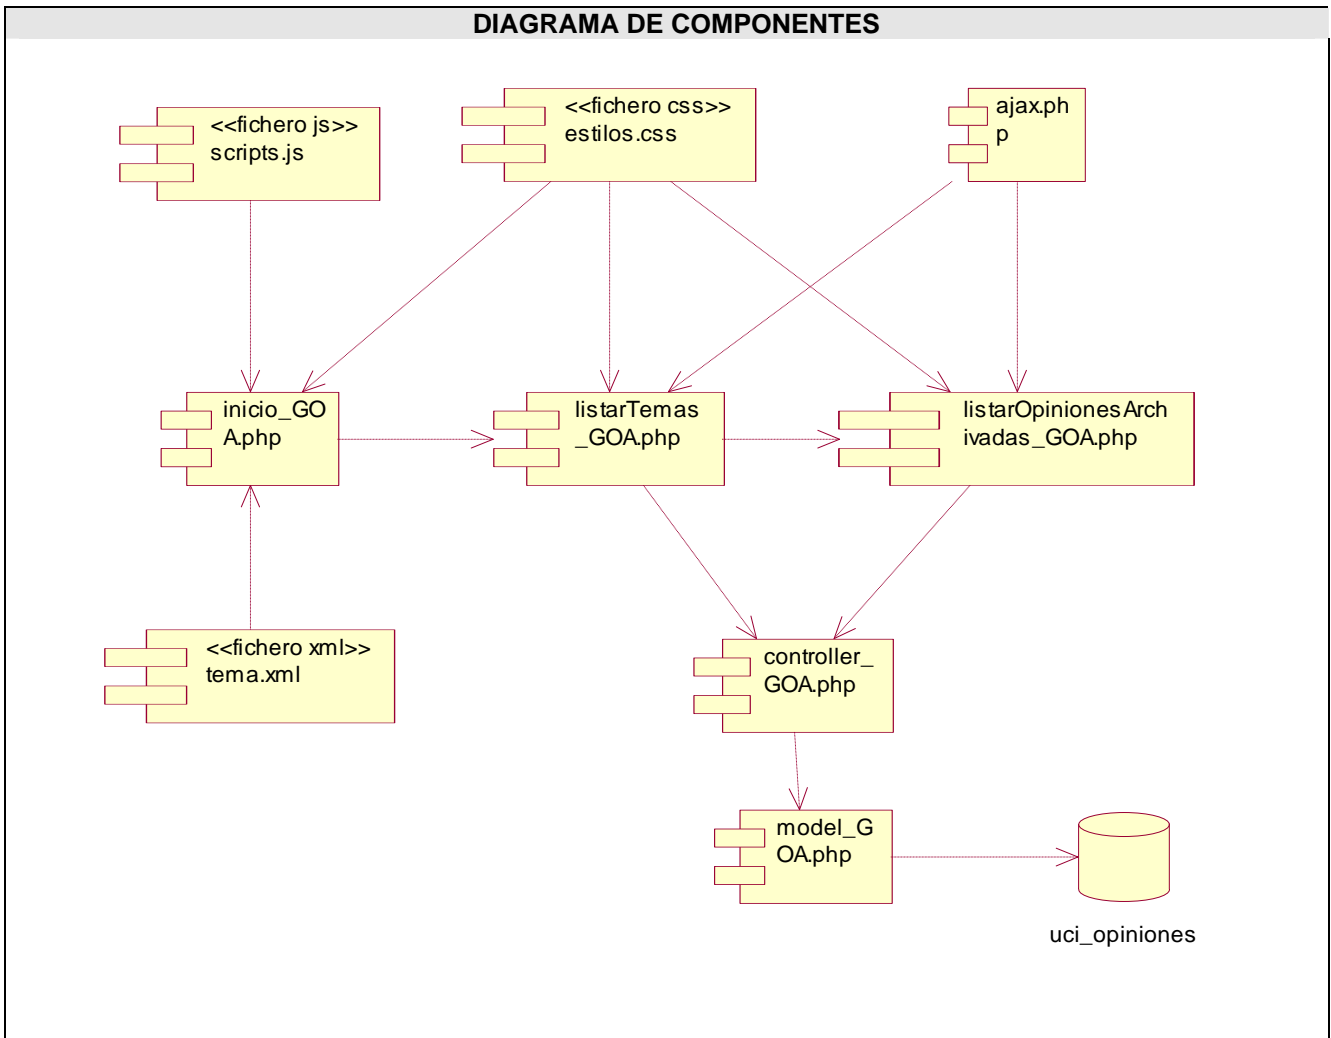 DIAGRAMA DE COMPONENTES
<<fichero js>>
scripts.js
<<fichero css>>
estilos.css
ajax.ph
p
inicio_GO
A.php
listarTemas
_GOA.php
listarOpinionesArch
ivadas_GOA.php
<<fichero xml>>
tema.xml
controller_
GOA.php
model_G
OA.php
uci_opiniones